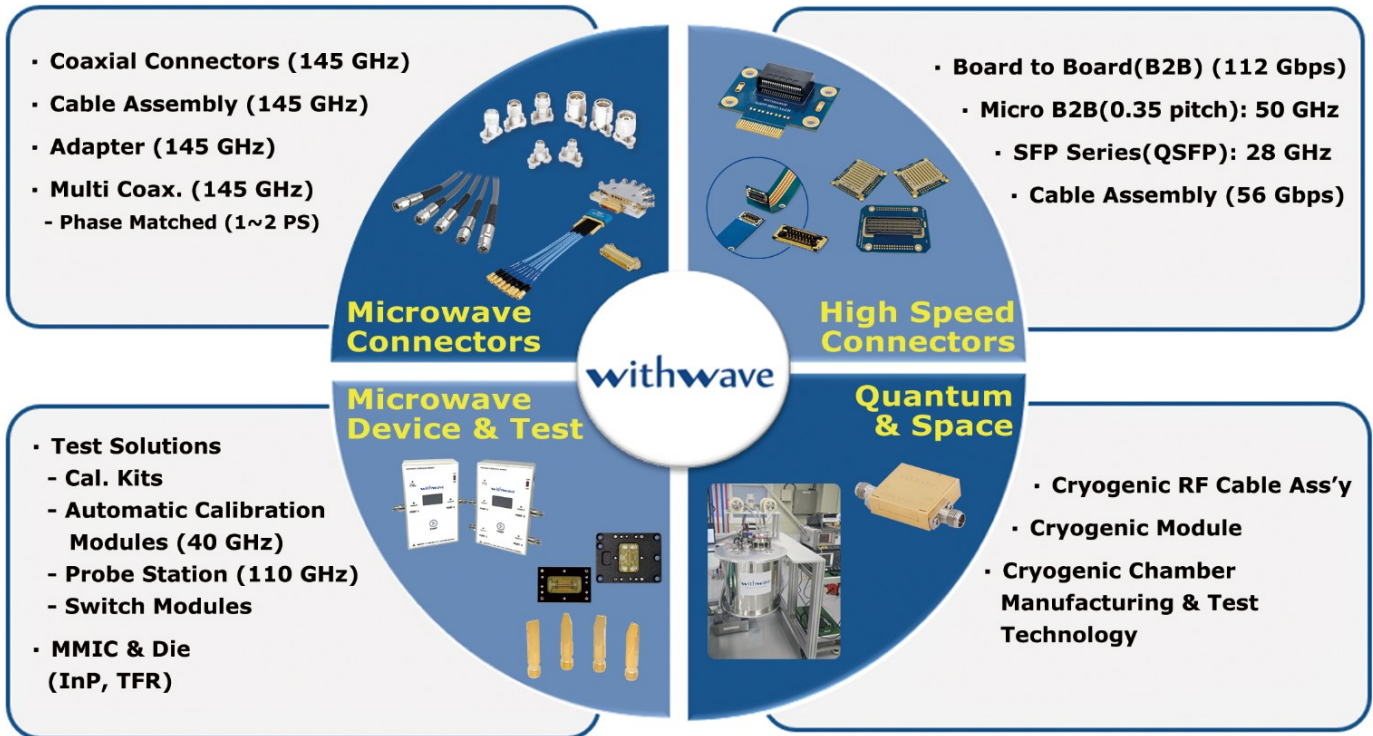 · Coaxial Connectors (145 GHz)
· Cable Assembly (145 GHz)
· Adapter (145 GHz)
· Multi Coax. (145 GHz)
- Phase Matched (1~2 PS)
Microwave
Connectors
· Board to Board(B2B) (112 Gbps)
· Micro B2B(0.35 pitch): 50 GHz
· SFP Series(QSFP): 28 GHz
· Cable Assembly (56 Gbps)
High Speed
Connectors
withwave
Microwave
Device & Test
· Test Solutions
- Cal. Kits
- Automatic Calibration
Modules (40 GHz)
- Probe Station (110 GHz)
- Switch Modules
· MMIC & Die
(InP, TFR)
withwave
withwave
Quantum
& Space
withwave
· Cryogenic RF Cable Ass'y
· Cryogenic Module
· Cryogenic Chamber
Manufacturing & Test
Technology